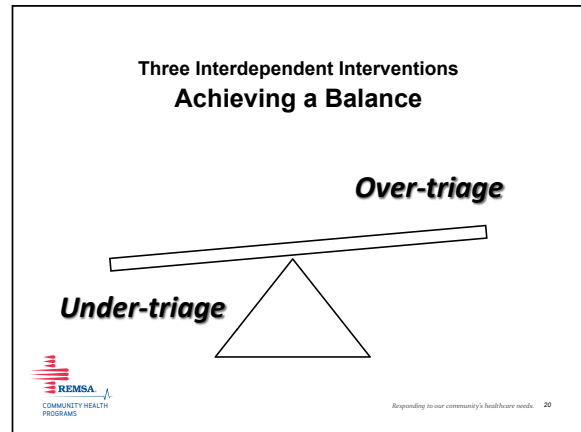 Three Interdependent Interventions
Achieving a Balance
Over-triage
Under-triage
REMSA
COMMUNITY HEALTH
PROGRAMS
Responding to our community's healthcare needs. 20